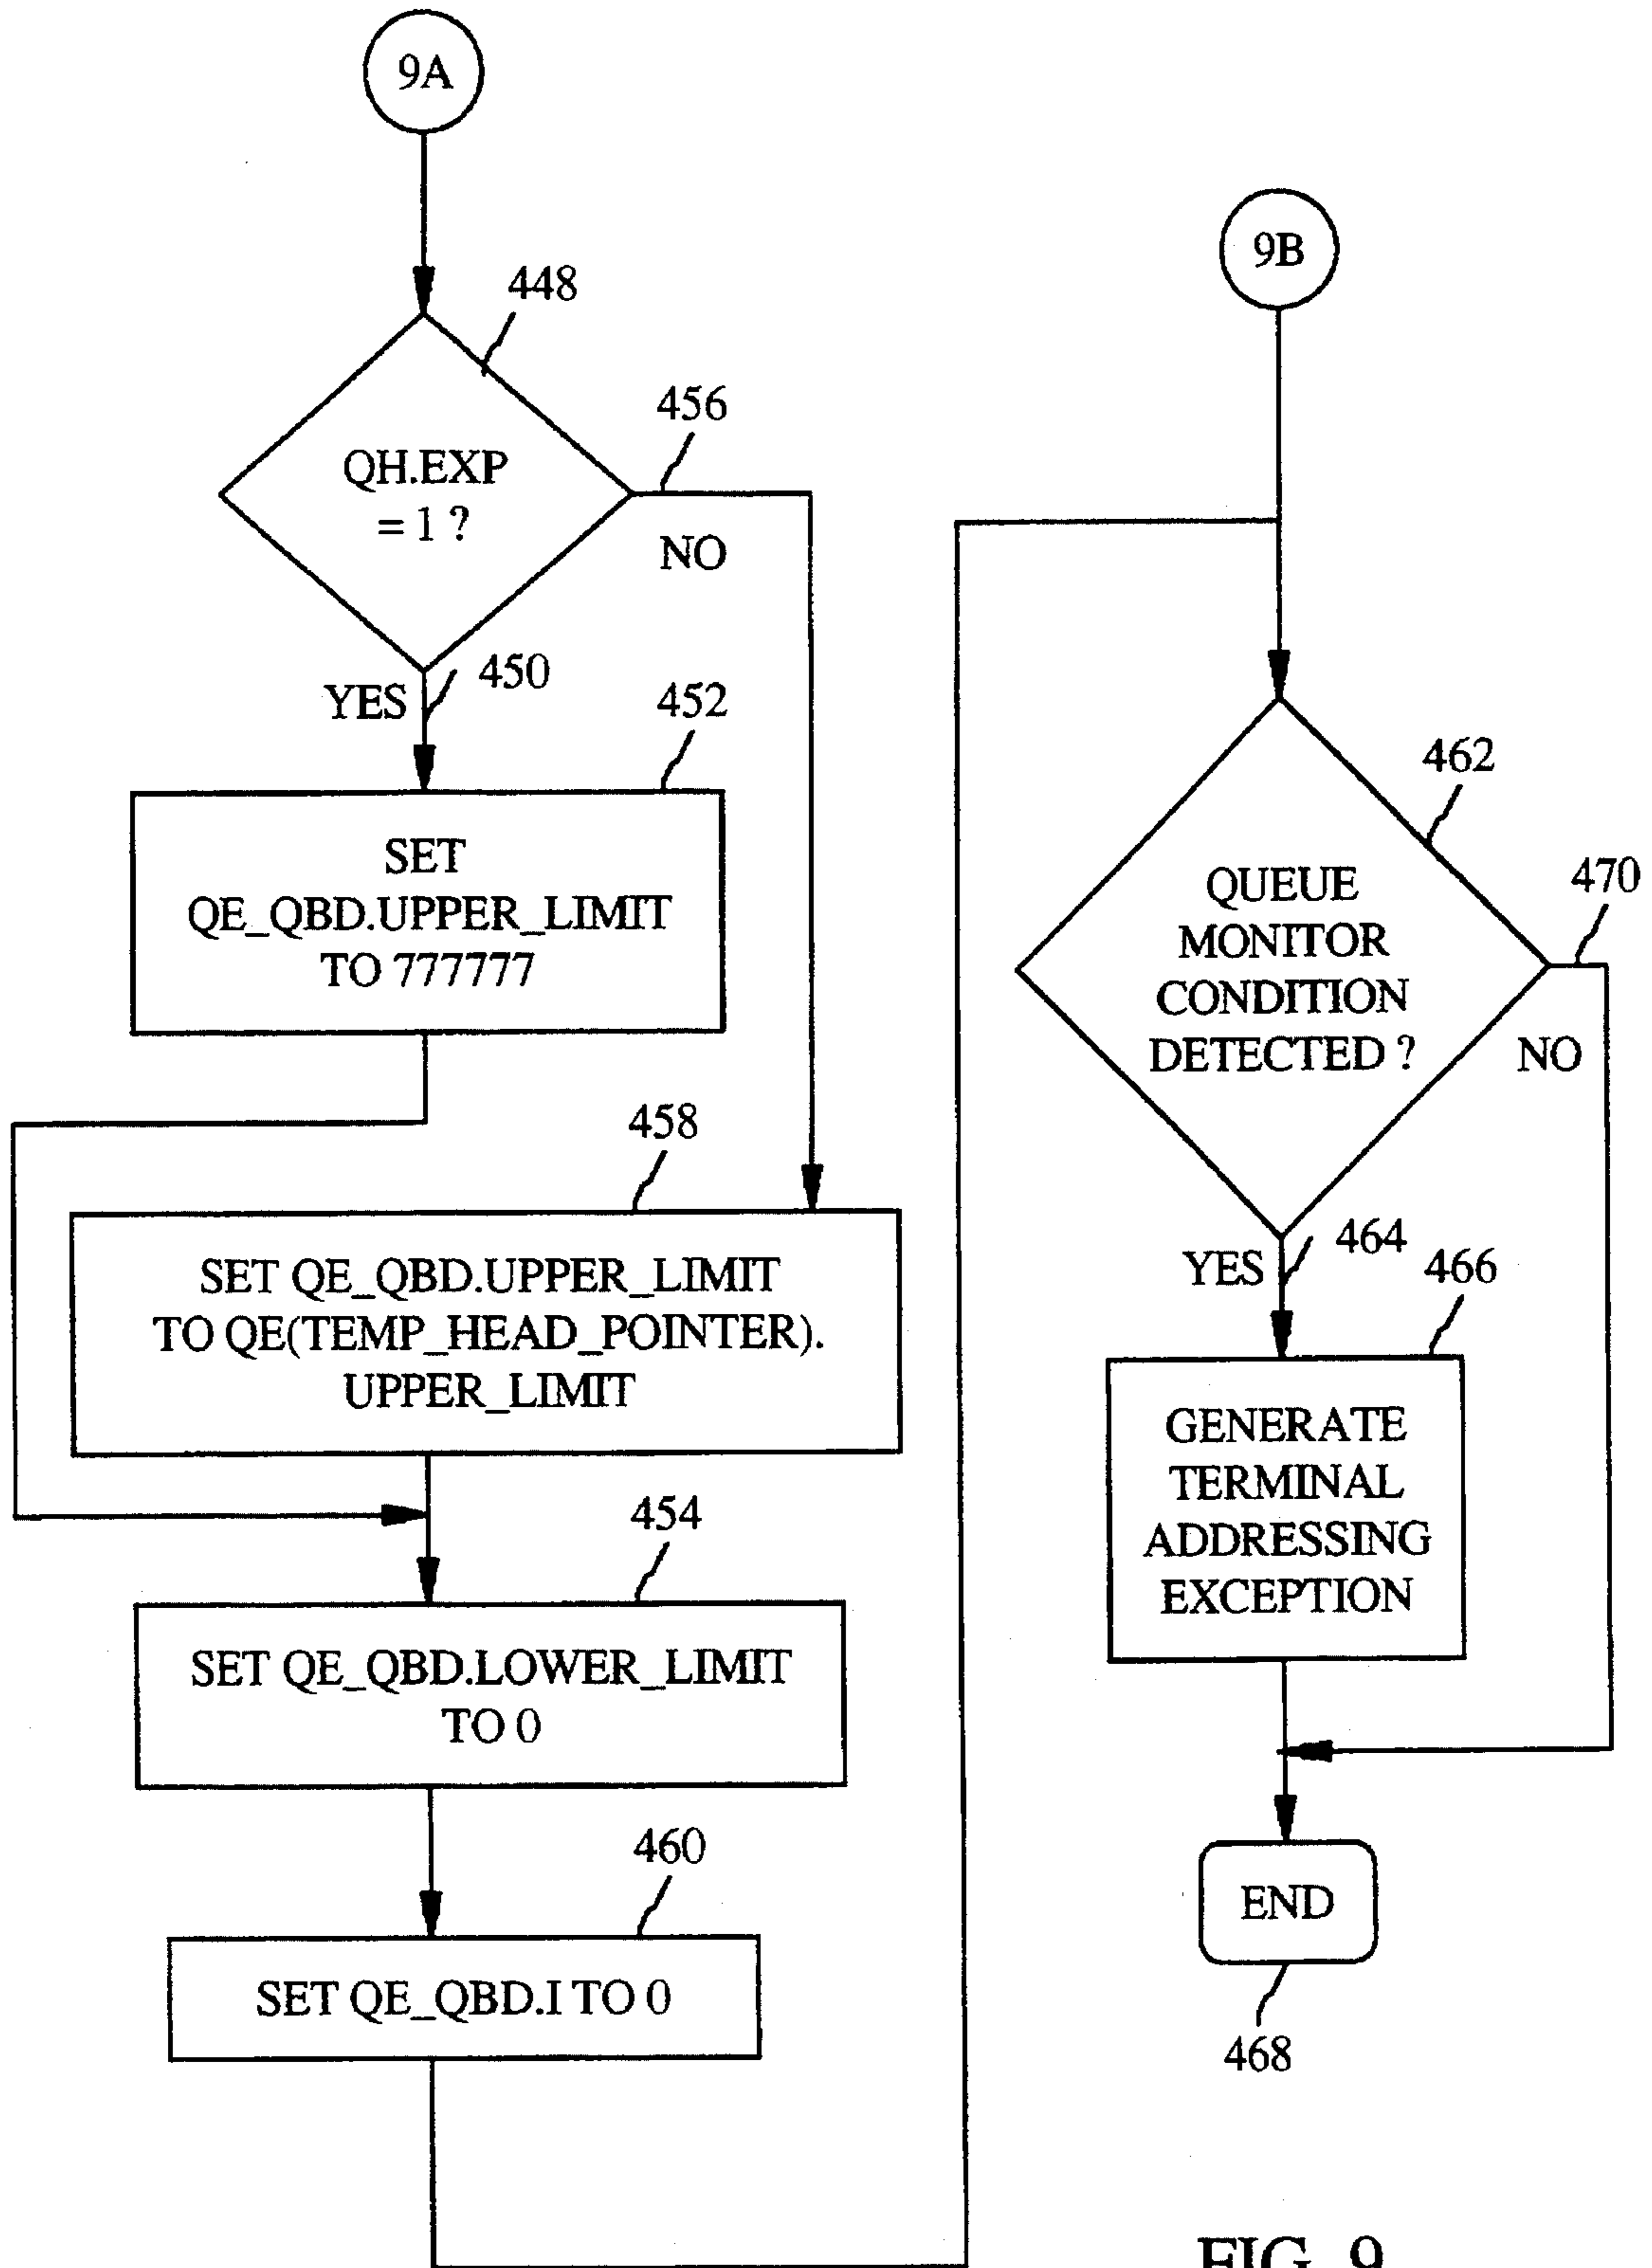 9A
448
QH.EXP
= 1 ?
456
NO
YES
450
452
SET
QE_QBD.UPPER_LIMIT
TO 777777
458
SET QE_QBD.UPPER_LIMIT
TO QE(TEMP_HEAD_POINTER).
UPPER_LIMIT
454
SET QE_QBD.LOWER_LIMIT
TO 0
460
SET QE_QBD.I TO 0
9B
462
QUEUE
MONITOR
CONDITION
DETECTED ?
470
NO
YES
464
466
GENERATE
TERMINAL
ADDRESSING
EXCEPTION
END
468
FIG. 9